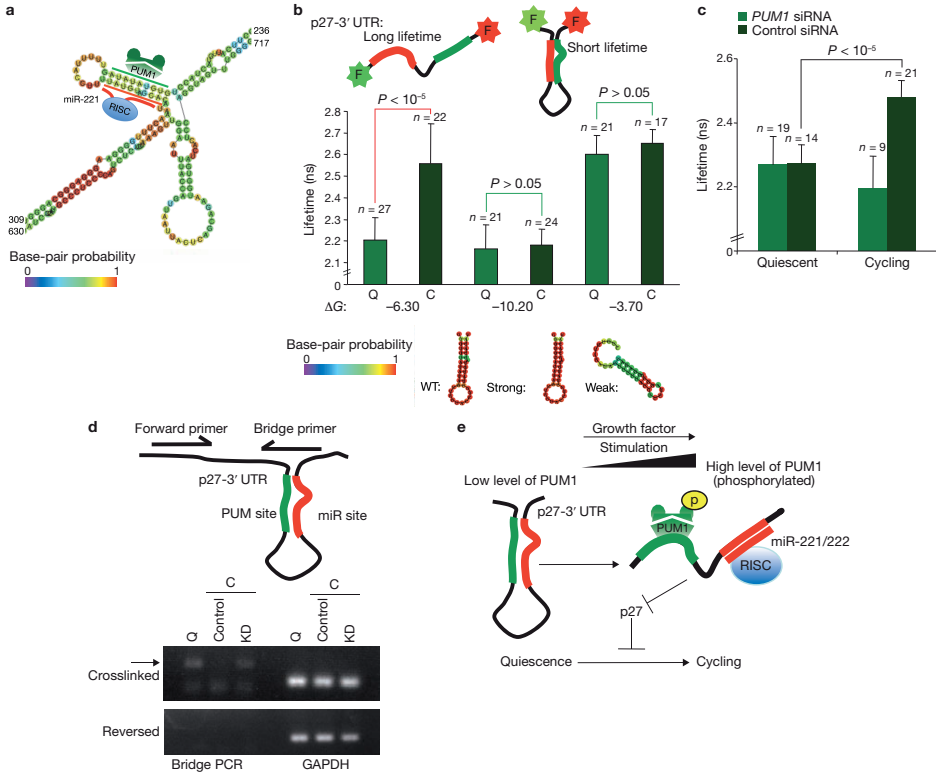 a
236
717
PUM1
miR-221
RISC
309
630
Base-pair probability
0
1
b
p27-3′ UTR:
Long lifetime
F
F
F
F
Short lifetime
P < 10⁻⁵
P > 0.05
P > 0.05
n = 27
n = 22
n = 21
n = 24
n = 21
n = 17
Lifetime (ns)
2.8
2.7
2.6
2.5
2.4
2.3
2.2
2.1
0
Q
C
Q
C
Q
C
ΔG:
−6.30
−10.20
−3.70
Base-pair probability
0
1
WT:
Strong:
Weak:
c
PUM1 siRNA
Control siRNA
P < 10⁻⁵
n = 19
n = 14
n = 9
n = 21
Lifetime (ns)
2.6
2.2
0
Quiescent
Cycling
d
Forward primer
Bridge primer
p27-3′ UTR
PUM site
miR site
C
C
Q
Control
KD
Q
Control
KD
Crosslinked
Reversed
Bridge PCR
GAPDH
e
Growth factor
Stimulation
Low level of PUM1
High level of PUM1
(phosphorylated)
p27-3′ UTR
p
PUM1
miR-221/222
RISC
p27
Quiescence
Cycling